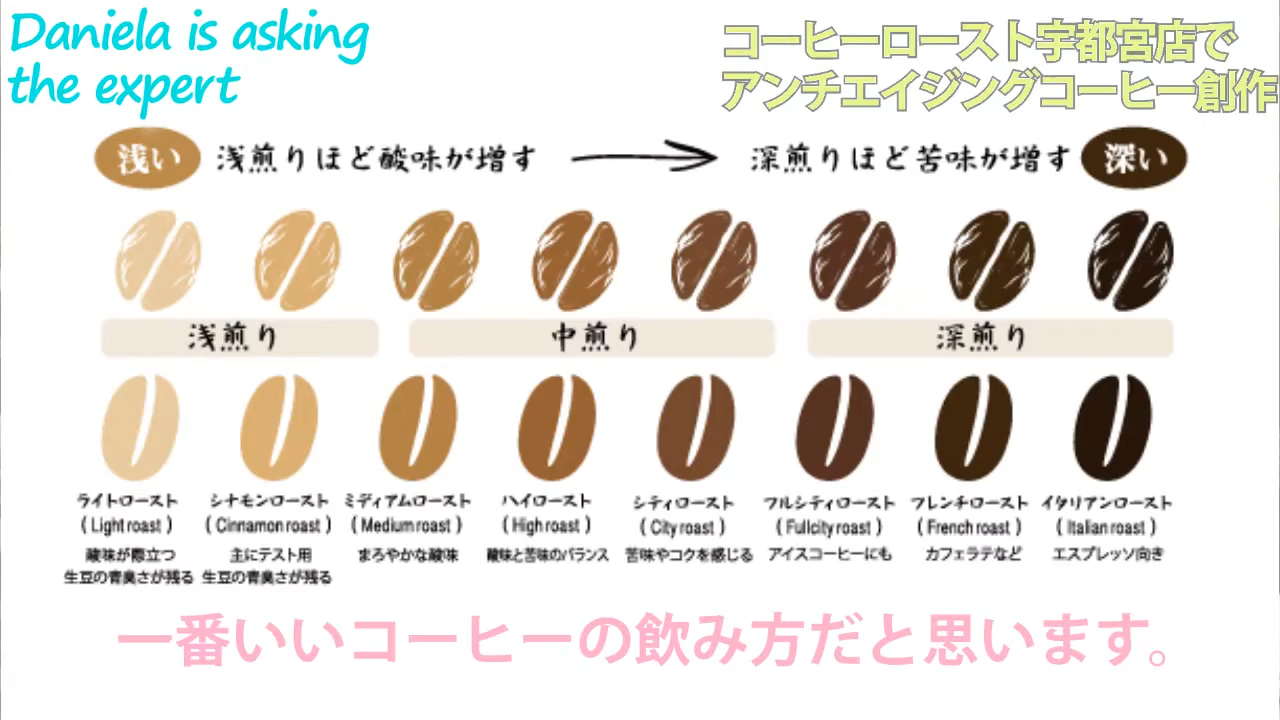 Daniela is asking
the expert
コーヒーロースト宇都宮店で
アンチエイジングコーヒー創作
浅い 浅煎りほど酸味が増す 深煎りほど苦味が増す 深い
浅煎り 中煎り 深煎り
ライトロースト シナモンロースト ミディアムロースト ハイロースト シティロースト フルシティロースト フレンチロースト イタリアンロースト
( Light roast ) ( Cinnamon roast ) ( Medium roast ) ( High roast ) ( City roast ) ( Fullcity roast ) ( French roast ) ( Italian roast )
酸味が際立つ 主にテスト用 まろやかな酸味 酸味と苦味のバランス 苦味やコクを感じる アイスコーヒーにも カフェラテなど エスプレッソ向き
生豆の青臭さが残る 生豆の青臭さが残る
一番いいコーヒーの飲み方だと思います。